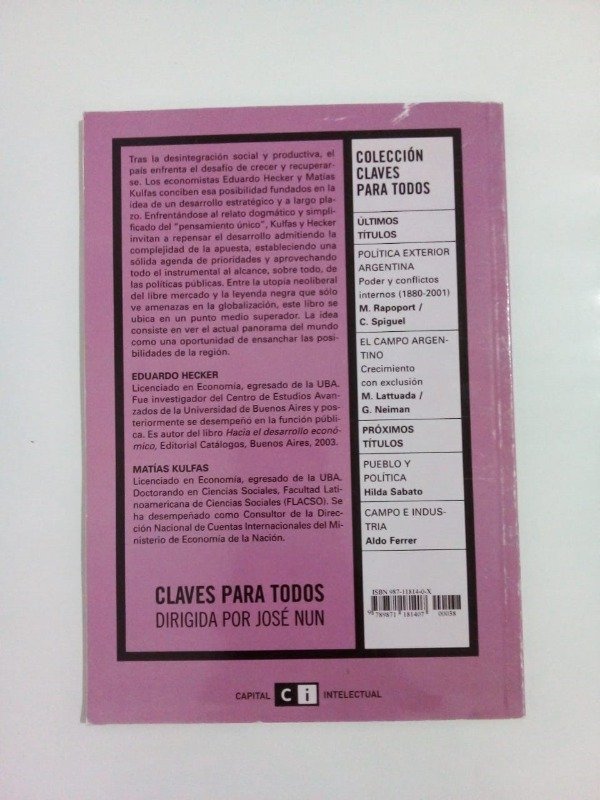 Tras la desintegración social y productiva, el
país enfrenta el desafío de crecer y recuperar-
se. Los economistas Eduardo Hecker y Matías
Kulfas conciben esa posibilidad fundados en la
idea de un desarrollo estratégico y a largo pla-
zo. Enfrentándose al relato dogmático y simpli-
ficado del "pensamiento único", Kulfas y Hecker
invitan a repensar el desarrollo admitiendo la
complejidad de la apuesta, estableciendo una
sólida agenda de prioridades y aprovechando
todo el instrumental al alcance, sobre todo, de
las políticas públicas. Entre la utopía neoliberal
del libre mercado y la leyenda negra que sólo
ve amenazas en la globalización, este libro se
ubica en un punto medio superador. La idea
consiste en ver el actual panorama del mundo
como una oportunidad de ensanchar las posi-
bilidades de la región.
EDUARDO HECKER
Licenciado en Economía, egresado de la UBA.
Fue investigador del Centro de Estudios Avan-
zados de la Universidad de Buenos Aires y pos-
teriormente se desempeñó en la función públi-
ca. Es autor del libro Hacia el desarrollo econó-
mico, Editorial Catálogos, Buenos Aires, 2003.
MATÍAS KULFAS
Licenciado en Economía, egresado de la UBA.
Doctorando en Ciencias Sociales, Facultad Lati-
noamericana de Ciencias Sociales (FLACSO). Se
ha desempeñado como Consultor de la Direc-
ción Nacional de Cuentas Internacionales del Mi-
nisterio de Economía de la Nación.
CLAVES PARA TODOS
DIRIGIDA POR JOSÉ NUN
COLECCIÓN
CLAVES
PARA TODOS
ÚLTIMOS
TÍTULOS
POLÍTICA EXTERIOR
ARGENTINA
Poder y conflictos
internos (1880-2001)
M. Rapoport /
C. Spiguel
EL CAMPO ARGEN-
TINO
Crecimiento
con exclusión
M. Lattuada /
G. Neiman
PRÓXIMOS
TÍTULOS
PUEBLO Y
POLÍTICA
Hilda Sabato
CAMPO E INDUS-
TRIA
Aldo Ferrer
ISBN 987-11814-0-X
9 789871 181407 00058
CAPITAL Ci INTELECTUAL